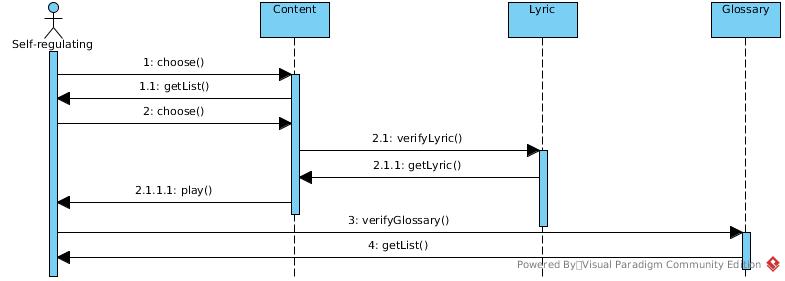 Content
Lyric
Glossary
Self-regulating
1: choose()
1.1: getList()
2: choose()
2.1: verifyLyric()
2.1.1: getLyric()
2.1.1.1: play()
3: verifyGlossary()
4: getList()
Powered By Visual Paradigm Community Edition